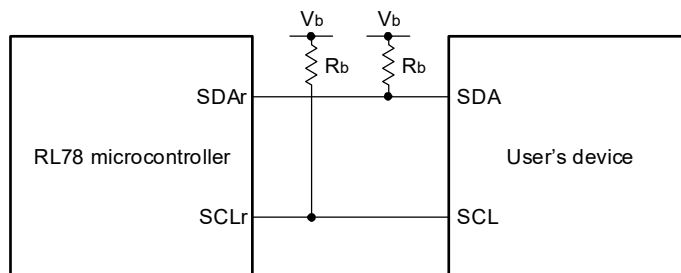 Vb Vb
Rb Rb
SDAr SDA
RL78 microcontroller User’s device
SCLr SCL